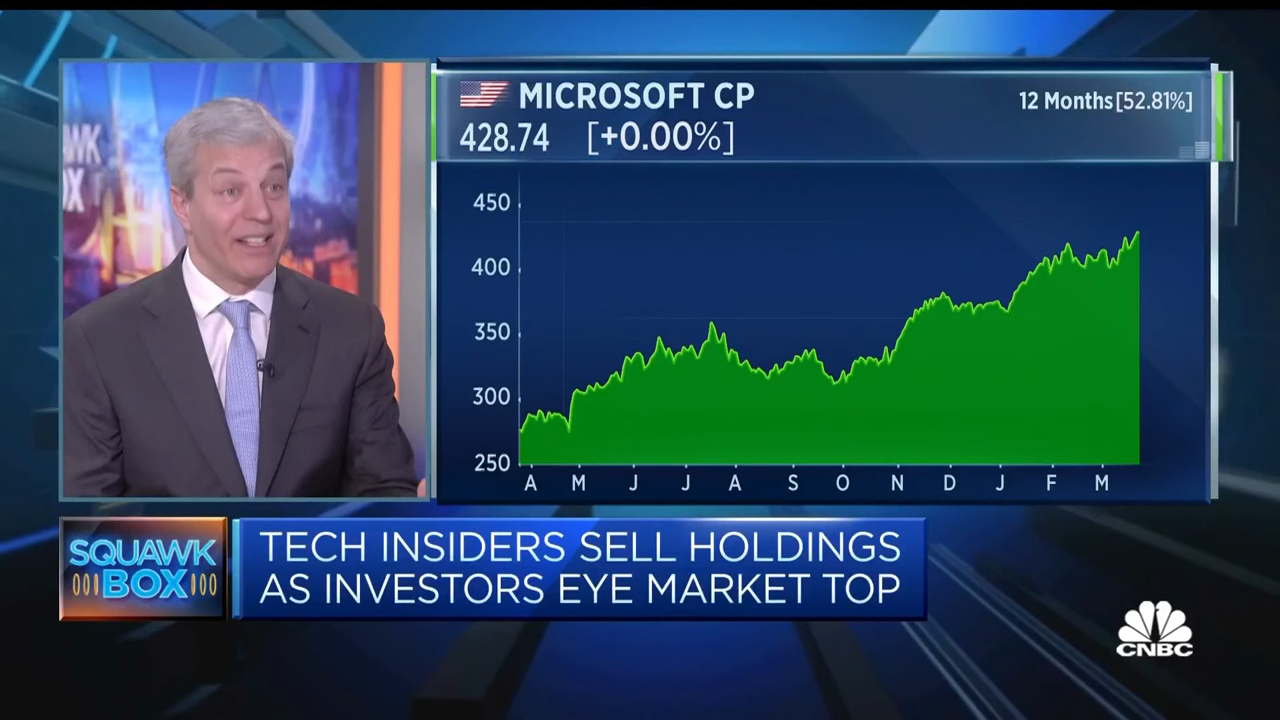 WK
X
MICROSOFT CP
12 Months[52.81%]
428.74 [+0.00%]
450
400
350
300
250
A M J J A S O N D J F M
SQUAWK
BOX
TECH INSIDERS SELL HOLDINGS
AS INVESTORS EYE MARKET TOP
CNBC